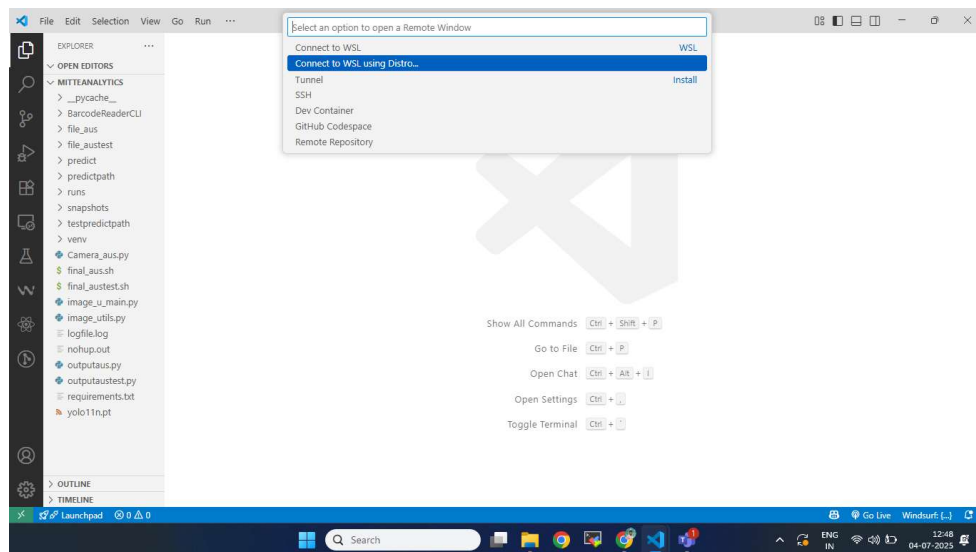 File Edit Selection View Go Run ···
Select an option to open a Remote Window
Connect to WSL WSL
Connect to WSL using Distro...
Tunnel Install
SSH
Dev Container
GitHub Codespace
Remote Repository
EXPLORER ···
OPEN EDITORS
MITTEANALYTICS
__pycache__
BarcodeReaderCLI
file_aus
file_austest
predict
predictpath
runs
snapshots
testpredictpath
venv
Camera_aus.py
$ final_aus.sh
$ final_austest.sh
image_u_main.py
image_utils.py
logfile.log
nohup.out
outputaus.py
outputaustest.py
requirements.txt
yolo11n.pt
OUTLINE
TIMELINE
Show All Commands Ctrl + Shift + P
Go to File Ctrl + P
Open Chat Ctrl + Alt + I
Open Settings Ctrl + ,
Toggle Terminal Ctrl + `
Launchpad 0 0
Go Live Windsurf: {...}
Search
ENG
IN
12:48
04-07-2025